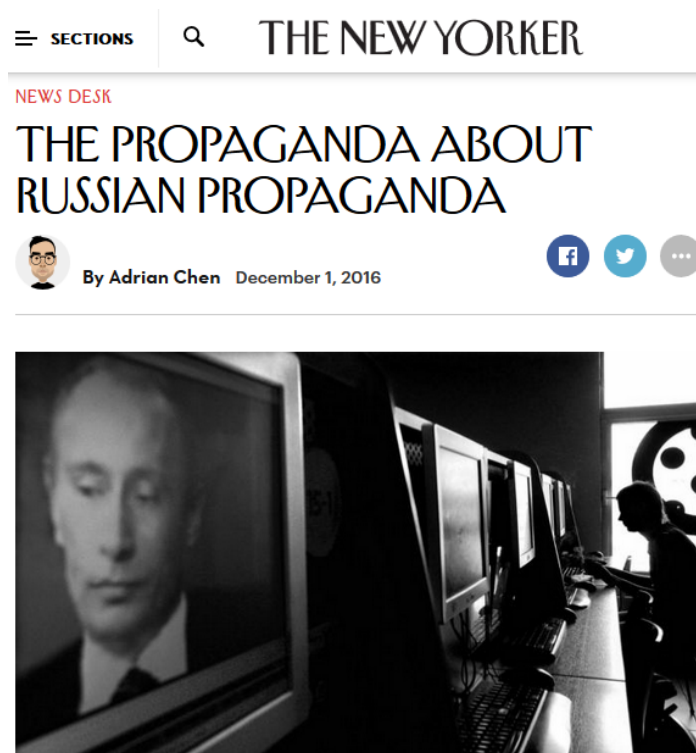 SECTIONS
THE NEW YORKER
NEWS DESK
THE PROPAGANDA ABOUT
RUSSIAN PROPAGANDA
By Adrian Chen December 1, 2016